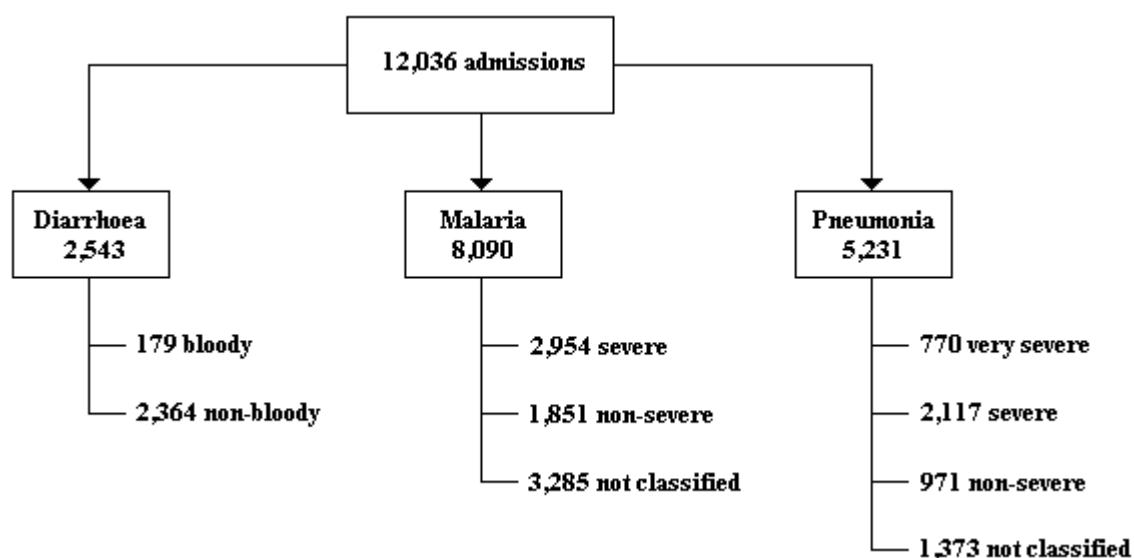 12,036 admissions
Diarrhoea
2,543
Malaria
8,090
Pneumonia
5,231
179 bloody
2,364 non-bloody
2,954 severe
1,851 non-severe
3,285 not classified
770 very severe
2,117 severe
971 non-severe
1,373 not classified